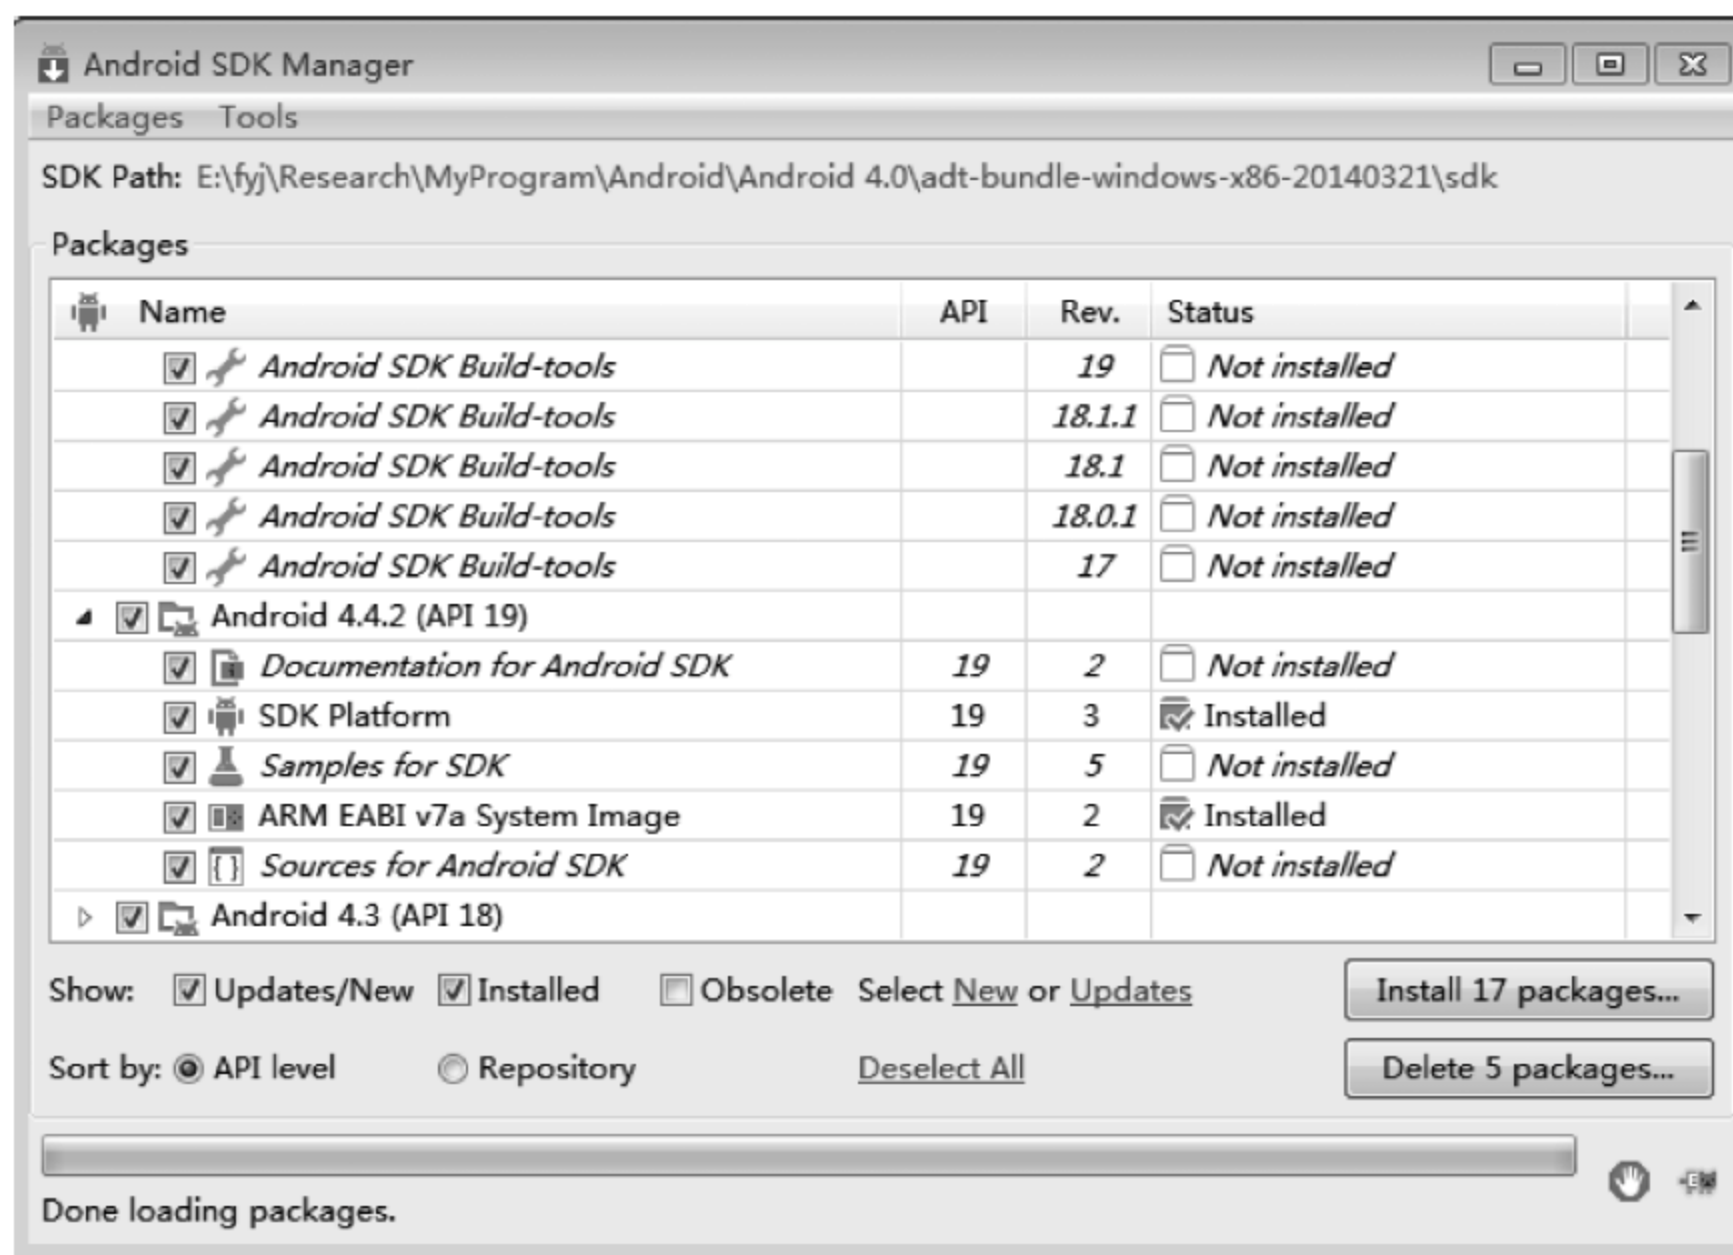 Android SDK Manager
Packages Tools
SDK Path: E:\fyj\Research\MyProgram\Android\Android 4.0\adt-bundle-windows-x86-20140321\sdk
Packages
Name API Rev. Status
Android SDK Build-tools 19 Not installed
Android SDK Build-tools 18.1.1 Not installed
Android SDK Build-tools 18.1 Not installed
Android SDK Build-tools 18.0.1 Not installed
Android SDK Build-tools 17 Not installed
Android 4.4.2 (API 19)
Documentation for Android SDK 19 2 Not installed
SDK Platform 19 3 Installed
Samples for SDK 19 5 Not installed
ARM EABI v7a System Image 19 2 Installed
Sources for Android SDK 19 2 Not installed
Android 4.3 (API 18)
Show: Updates/New Installed Obsolete Select New or Updates Install 17 packages...
Sort by: API level Repository Deselect All Delete 5 packages...
Done loading packages.